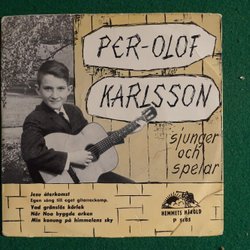 PER-OLOF
KARLSSON
sjunger
och
spelar
Jesu återkomst
Egen sång till eget gitarrackomp.
Vad gränslös kärlek
När Noa byggde arken
Min konung på himmelens sky
HEMMETS HÄROLD